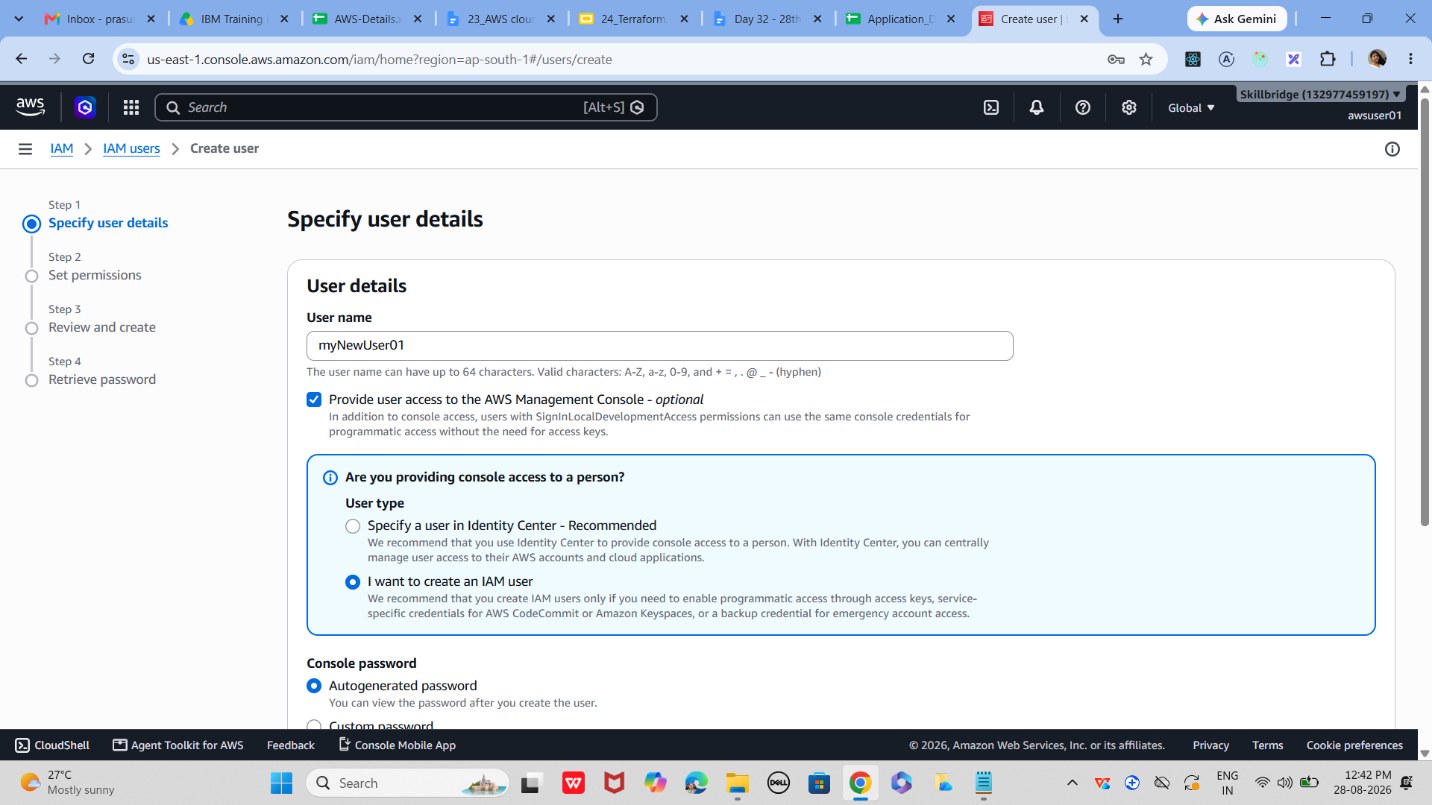 Inbox - prasu
IBM Training
AWS-Details.x
23_AWS clou
24_Terraform.
Day 32 - 28th
Application_D
Create user |
Ask Gemini
us-east-1.console.aws.amazon.com/iam/home?region=ap-south-1#/users/create
aws
Search
[Alt+S]
Global
Skillbridge (132977459197)
awsuser01
IAM
IAM users
Create user
Step 1
Specify user details
Step 2
Set permissions
Step 3
Review and create
Step 4
Retrieve password
Specify user details
User details
User name
myNewUser01
The user name can have up to 64 characters. Valid characters: A-Z, a-z, 0-9, and + = , . @ _ - (hyphen)
Provide user access to the AWS Management Console - optional
In addition to console access, users with SignInLocalDevelopmentAccess permissions can use the same console credentials for
programmatic access without the need for access keys.
Are you providing console access to a person?
User type
Specify a user in Identity Center - Recommended
We recommend that you use Identity Center to provide console access to a person. With Identity Center, you can centrally
manage user access to their AWS accounts and cloud applications.
I want to create an IAM user
We recommend that you create IAM users only if you need to enable programmatic access through access keys, service-
specific credentials for AWS CodeCommit or Amazon Keyspaces, or a backup credential for emergency account access.
Console password
Autogenerated password
You can view the password after you create the user.
Custom password
CloudShell
Agent Toolkit for AWS
Feedback
Console Mobile App
© 2026, Amazon Web Services, Inc. or its affiliates.
Privacy
Terms
Cookie preferences
27°C
Mostly sunny
Search
DELL
ENG
IN
12:42 PM
28-08-2026